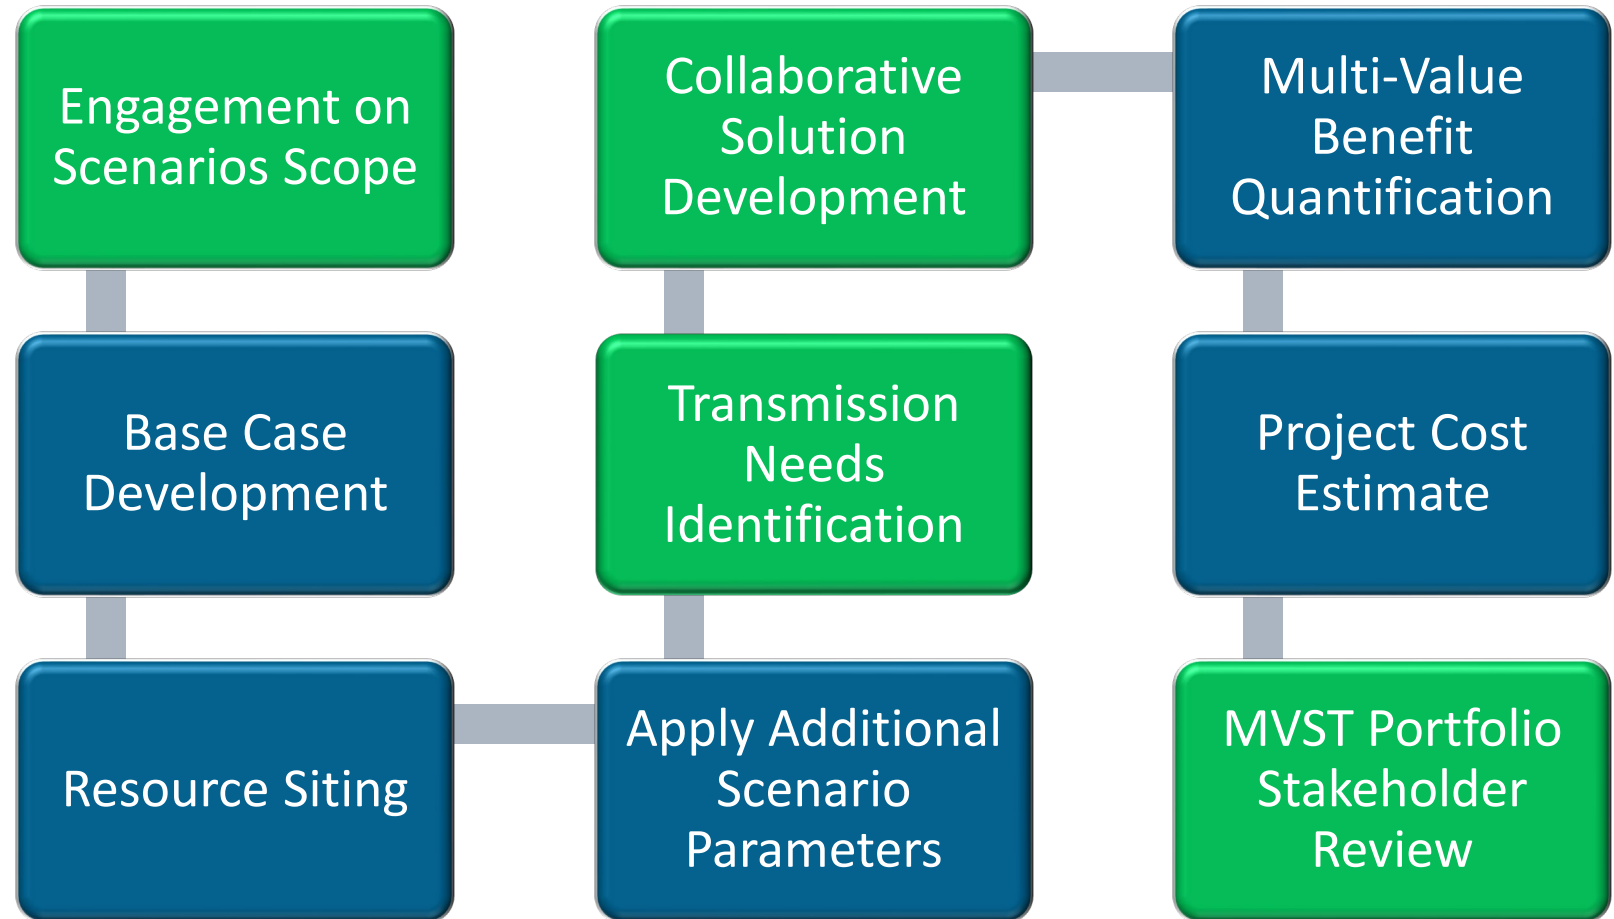 Engagement on
Scenarios Scope
Base Case
Development
Resource Siting
Apply Additional
Scenario
Parameters
Transmission
Needs
Identification
Collaborative
Solution
Development
Multi-Value
Benefit
Quantification
Project Cost
Estimate
MVST Portfolio
Stakeholder
Review